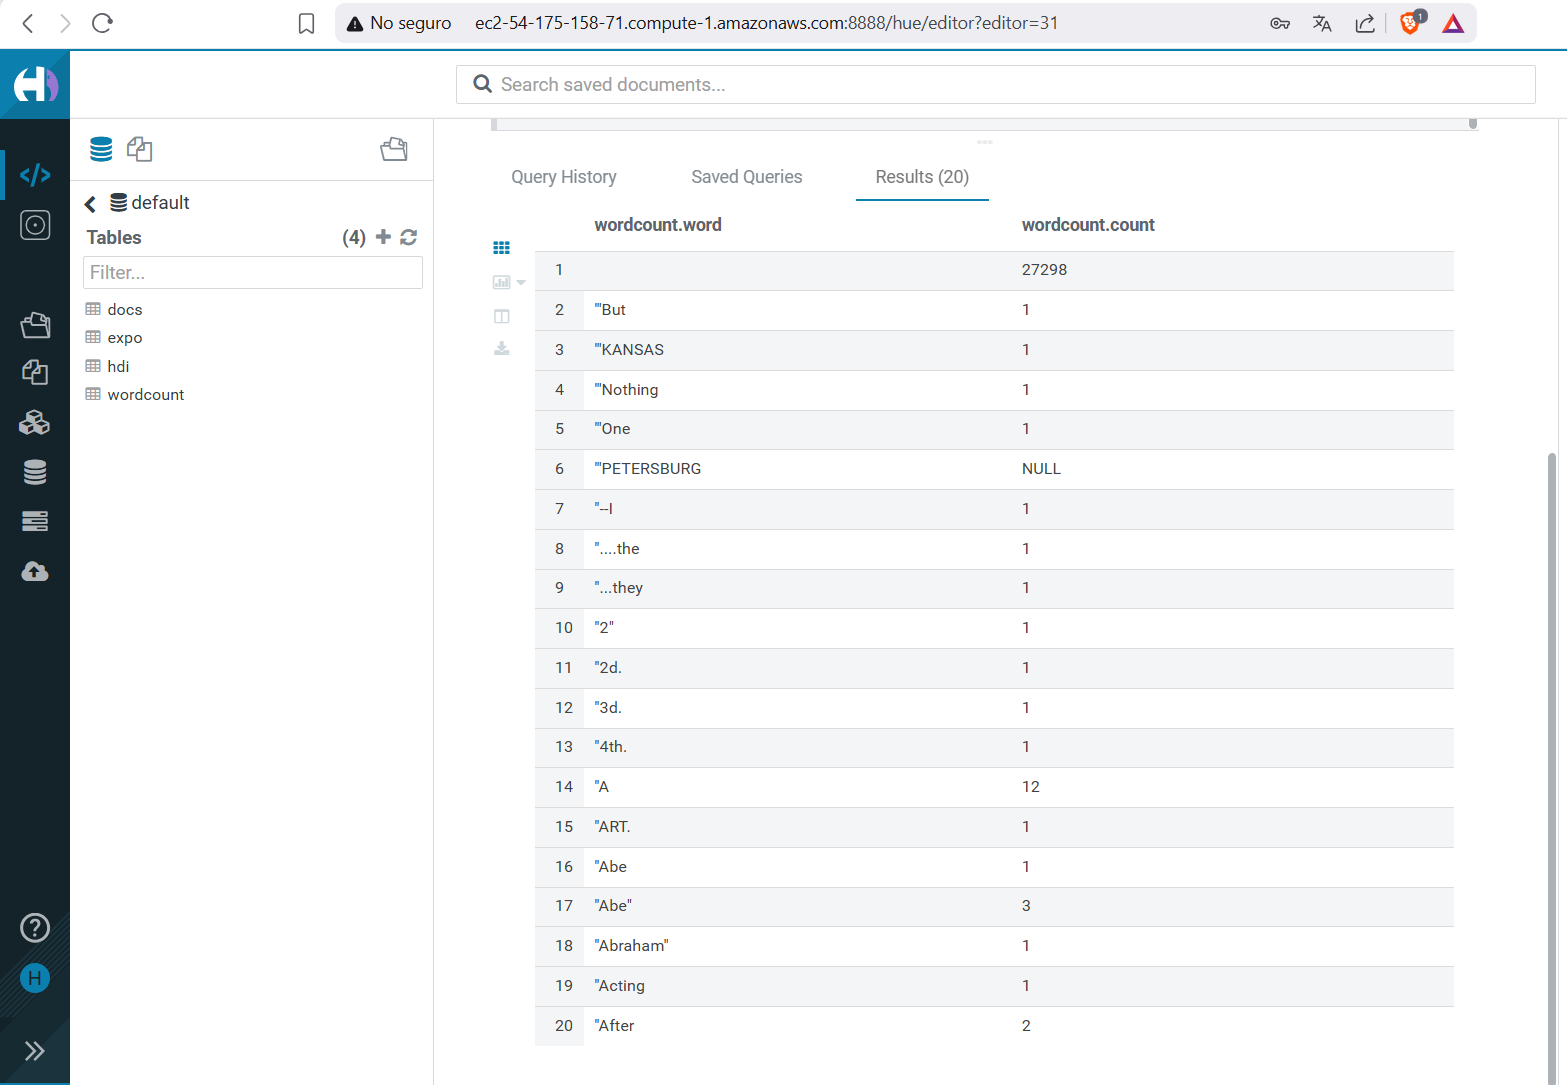 No seguro ec2-54-175-158-71.compute-1.amazonaws.com:8888/hue/editor?editor=31 1
Search saved documents...
default
Tables (4)
Filter...
docs
expo
hdi
wordcount
H
Query History Saved Queries Results (20)
wordcount.word wordcount.count
1 27298
2 "'But 1
3 "'KANSAS 1
4 "'Nothing 1
5 "'One 1
6 "'PETERSBURG NULL
7 "--I 1
8 "....the 1
9 "...they 1
10 "2" 1
11 "2d. 1
12 "3d. 1
13 "4th. 1
14 "A 12
15 "ART. 1
16 "Abe 1
17 "Abe" 3
18 "Abraham" 1
19 "Acting 1
20 "After 2